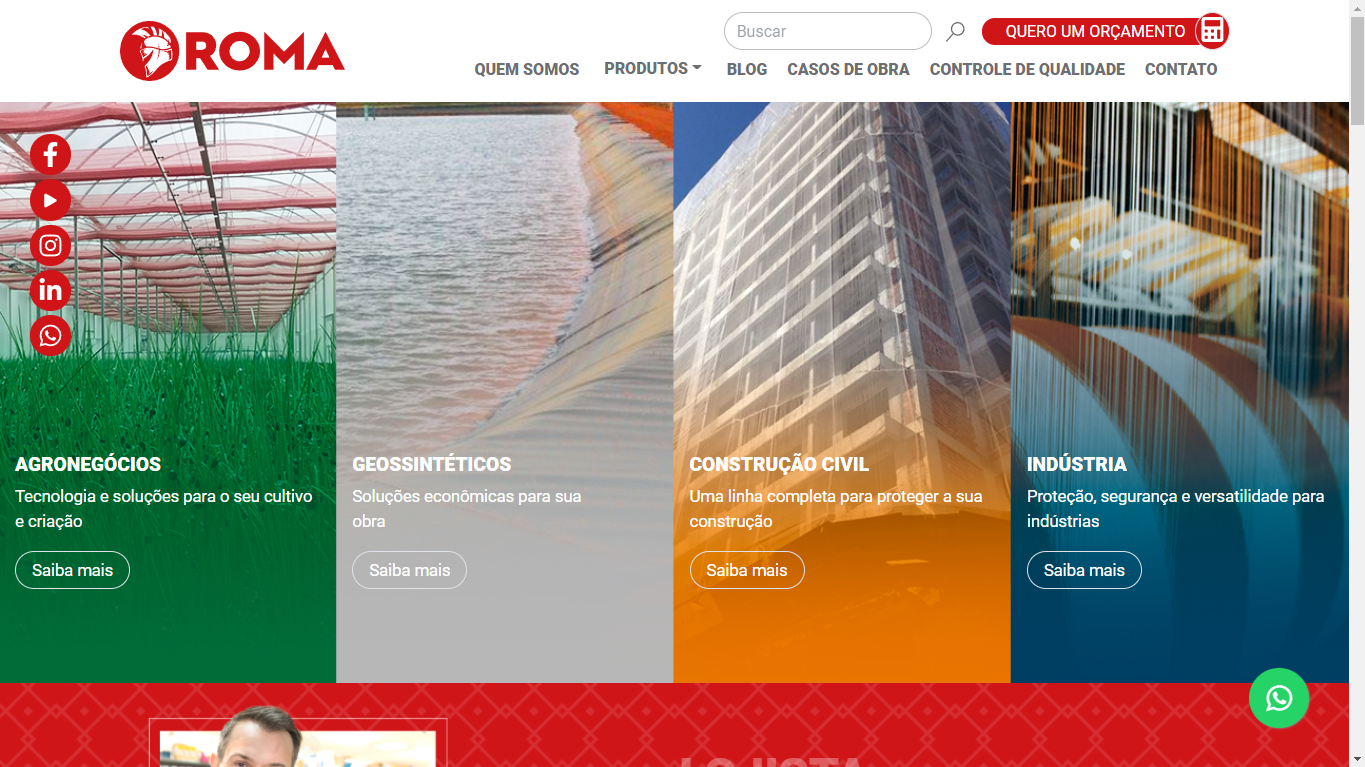 ROMA
Buscar
QUERO UM ORÇAMENTO
QUEM SOMOS PRODUTOS BLOG CASOS DE OBRA CONTROLE DE QUALIDADE CONTATO
AGRONEGÓCIOS
Tecnologia e soluções para o seu cultivo
e criação
Saiba mais
GEOSSINTÉTICOS
Soluções econômicas para sua
obra
Saiba mais
CONSTRUÇÃO CIVIL
Uma linha completa para proteger a sua
construção
Saiba mais
INDÚSTRIA
Proteção, segurança e versatilidade para
indústrias
Saiba mais
LOJISTA